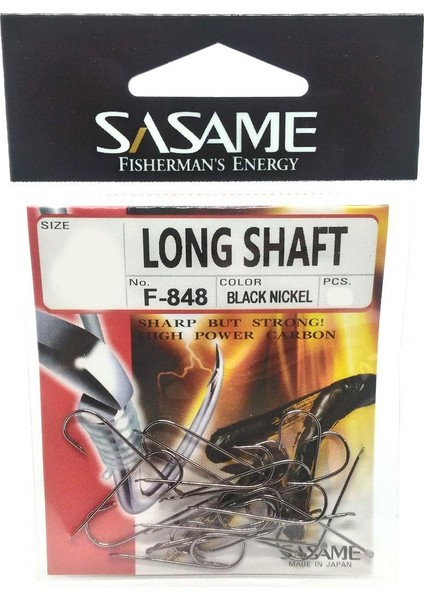 SASAME
FISHERMAN'S ENERGY
SIZE
LONG SHAFT
No.
F-848
COLOR
BLACK NICKEL
PCS.
SHARP BUT STRONG!
HIGH POWER CARBON
SASAME
MADE IN JAPAN